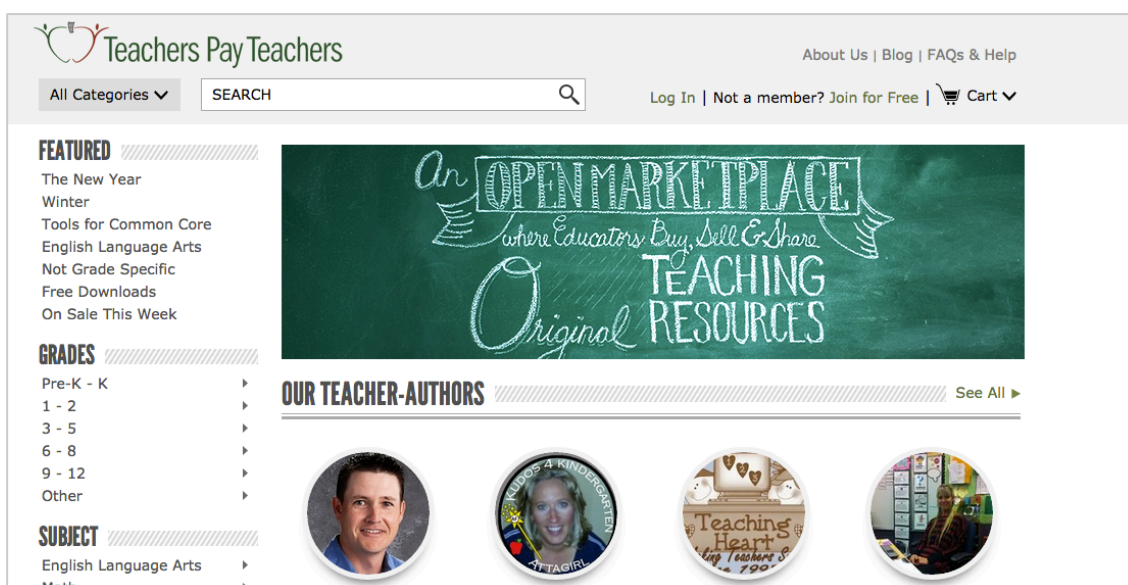 Teachers Pay Teachers
About Us | Blog | FAQs & Help
All Categories
SEARCH
Log In | Not a member? Join for Free | Cart
FEATURED
The New Year
Winter
Tools for Common Core
English Language Arts
Not Grade Specific
Free Downloads
On Sale This Week
GRADES
Pre-K - K
1 - 2
3 - 5
6 - 8
9 - 12
Other
SUBJECT
English Language Arts
Math
An OPEN MARKETPLACE
where Educators Buy, Sell & Share
Original TEACHING
RESOURCES
OUR TEACHER-AUTHORS
See All
KUDOS 4 KINDERGARTEN
ATTAGIRL
Teaching
Heart
Teachers